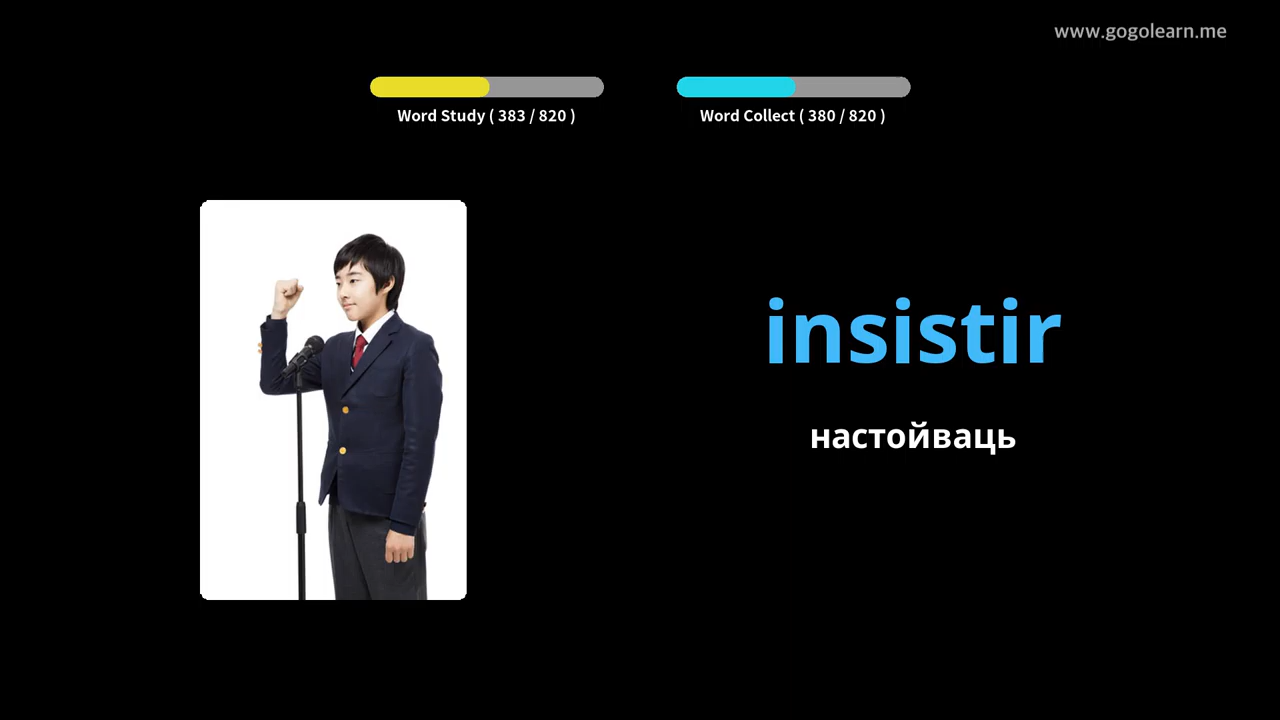 www.gogolearn.me
Word Study ( 383 / 820 )
Word Collect ( 380 / 820 )
insistir
настойваць